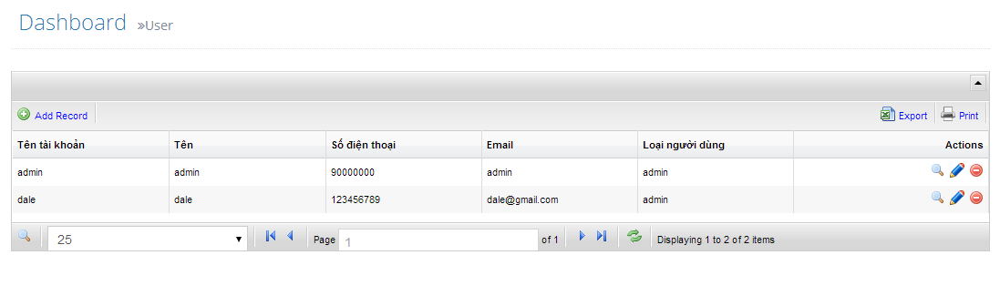 Dashboard »User
Add Record Export Print
Tên tài khoản Tên Số điện thoại Email Loại người dùng Actions
admin admin 90000000 admin admin
dale dale 123456789 dale@gmail.com admin
25 Page 1 of 1 Displaying 1 to 2 of 2 items